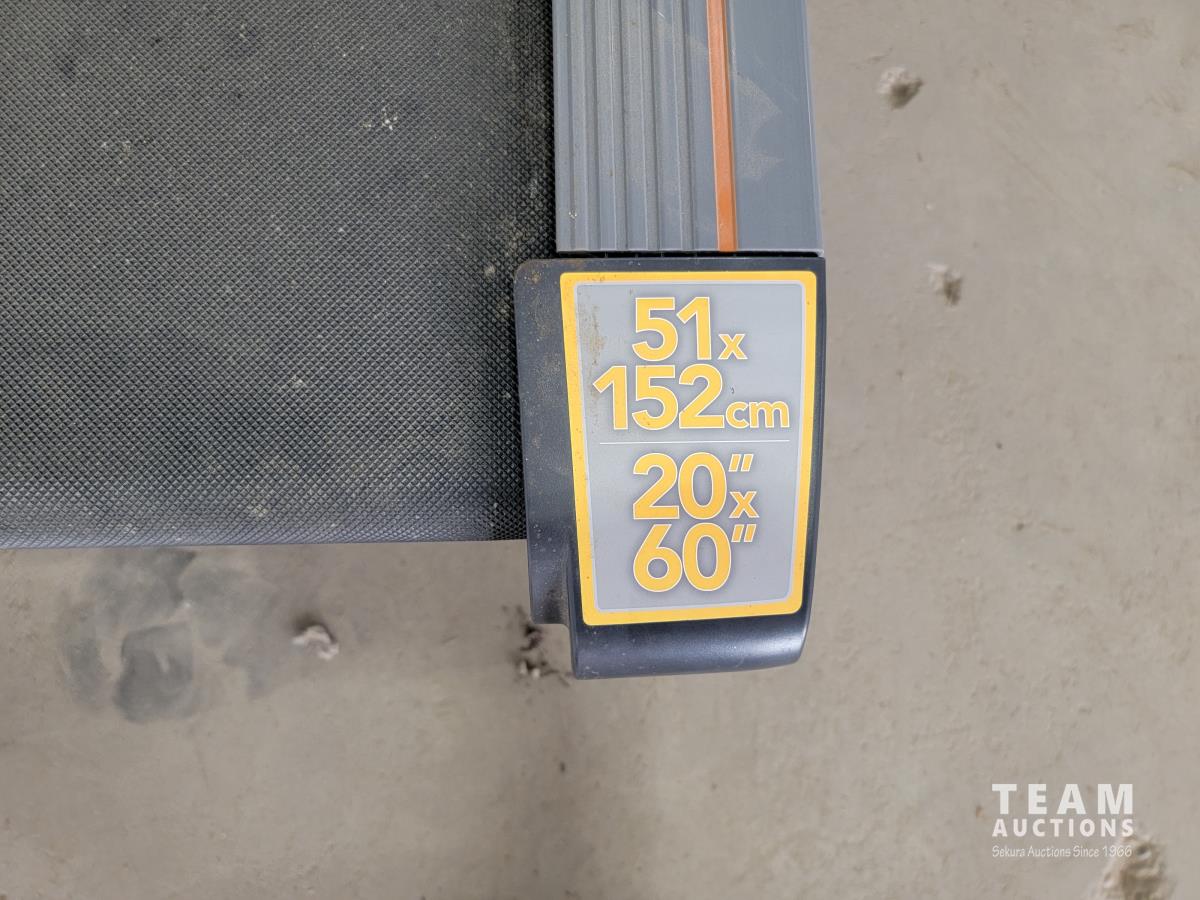 51x
152cm
20"x
60"
TEAM
AUCTIONS
Sekura Auctions Since 1966